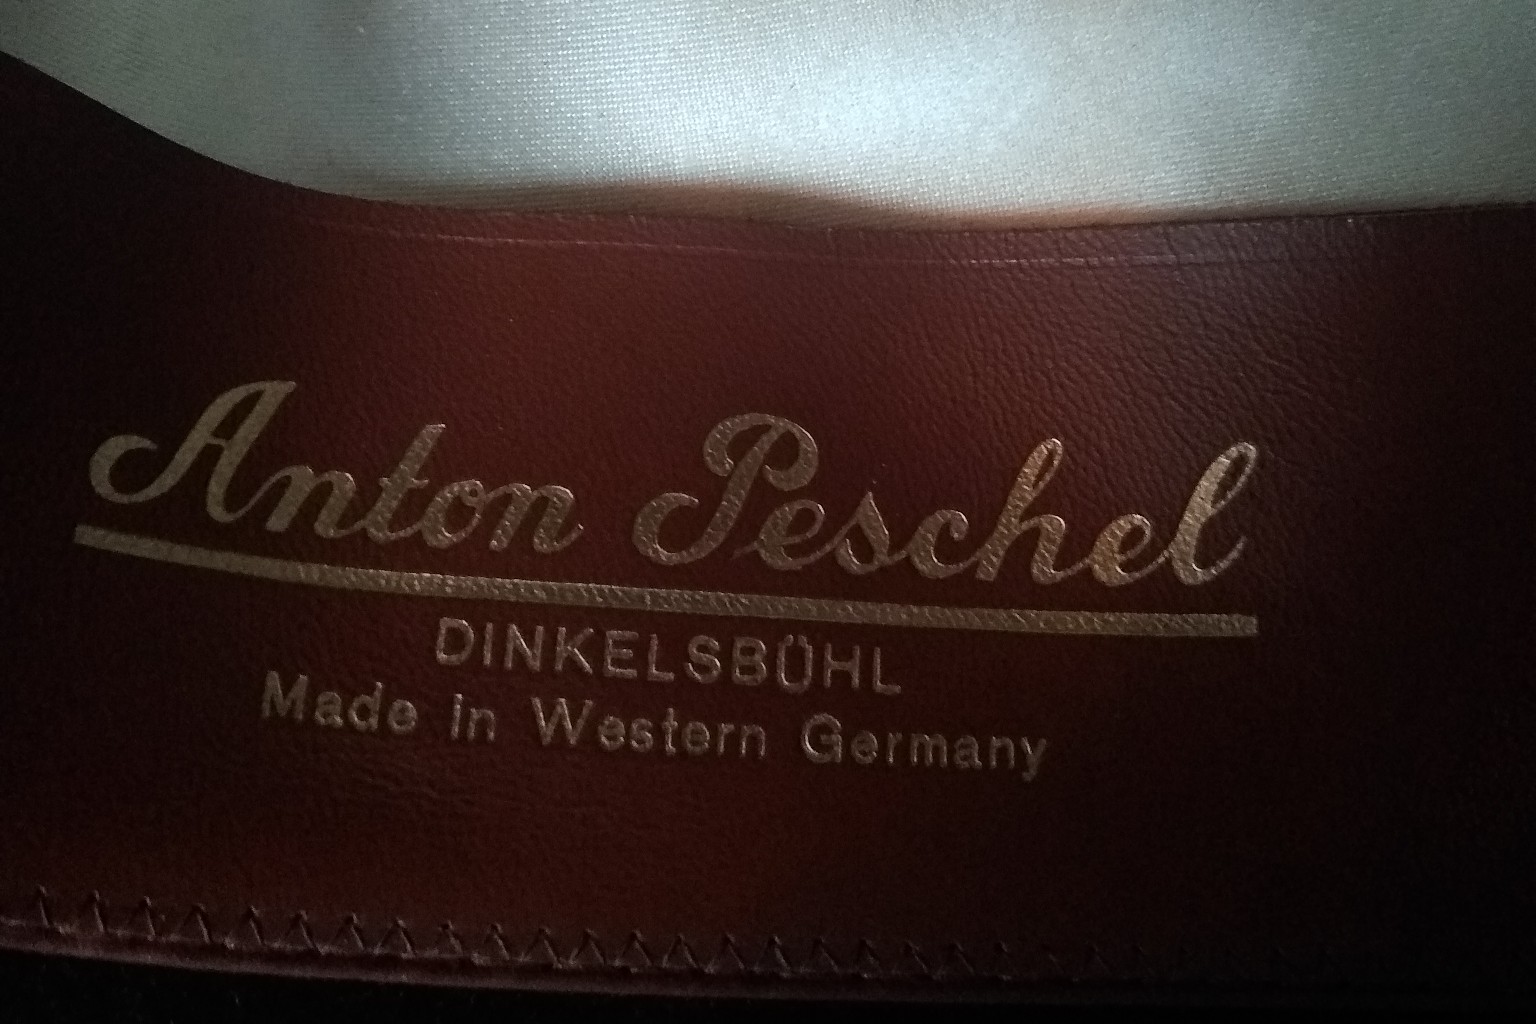 Anton Peschel
DINKELSBÜHL
Made in Western Germany